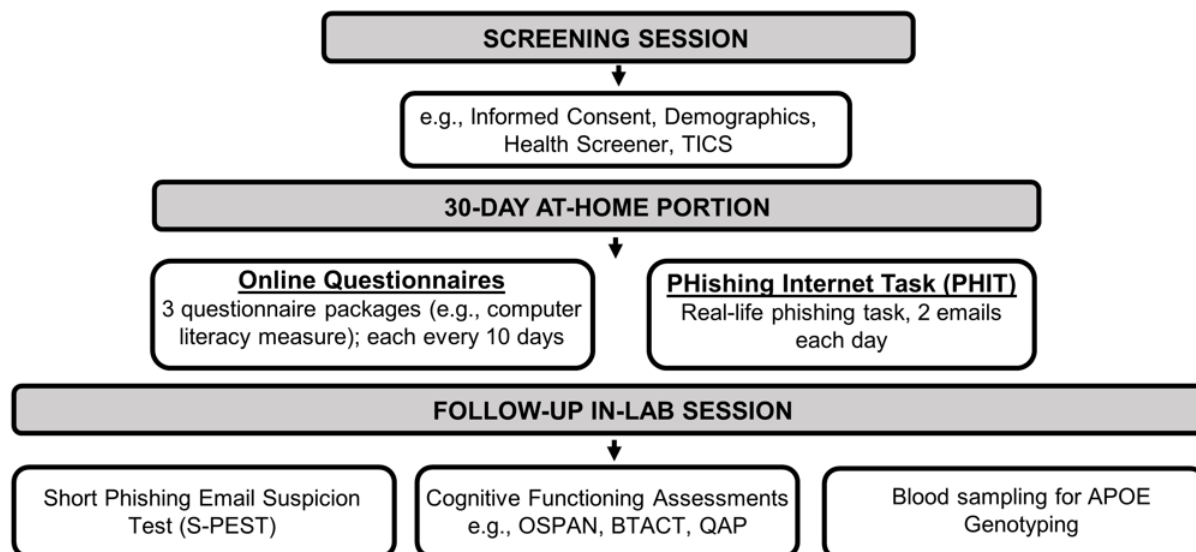 SCREENING SESSION
e.g., Informed Consent, Demographics,
Health Screener, TICS
30-DAY AT-HOME PORTION
Online Questionnaires
3 questionnaire packages (e.g., computer
literacy measure); each every 10 days
PHishing Internet Task (PHIT)
Real-life phishing task, 2 emails
each day
FOLLOW-UP IN-LAB SESSION
Short Phishing Email Suspicion
Test (S-PEST)
Cognitive Functioning Assessments
e.g., OSPAN, BTACT, QAP
Blood sampling for APOE
Genotyping